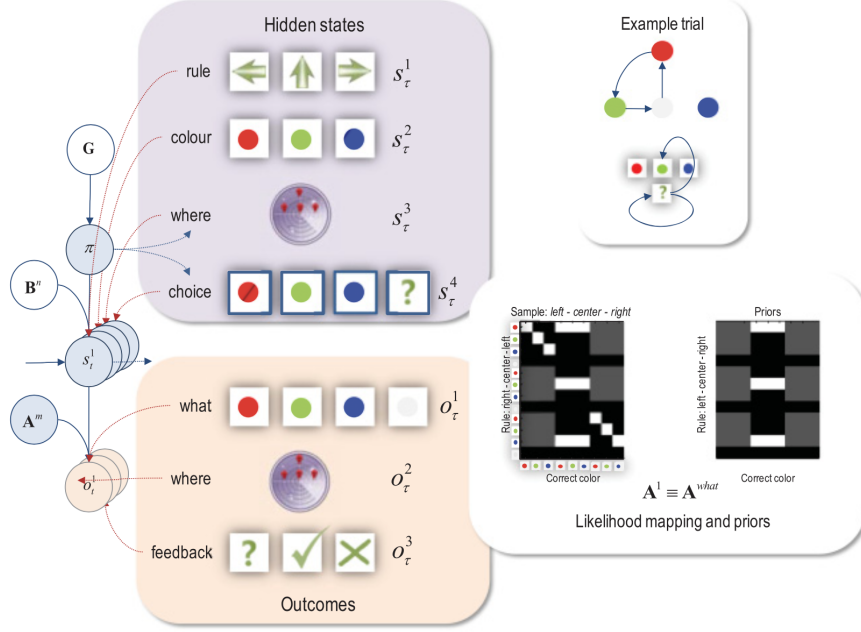 Hidden states
rule
s_τ^1
colour
s_τ^2
where
s_τ^3
choice
?
s_τ^4
G
π
B^n
s_t^1
A^m
o_t^1
what
o_τ^1
where
o_τ^2
feedback
?
o_τ^3
Outcomes
Example trial
?
Sample: left - center - right
Rule: right - center - left
Correct color
Priors
Rule: left - center - right
Correct color
A^1 ≡ A^what
Likelihood mapping and priors